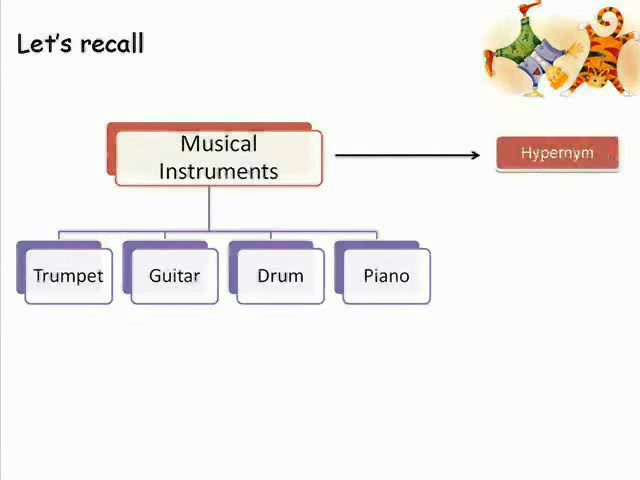 Let's recall
Musical
Instruments
Hypernym
Trumpet
Guitar
Drum
Piano